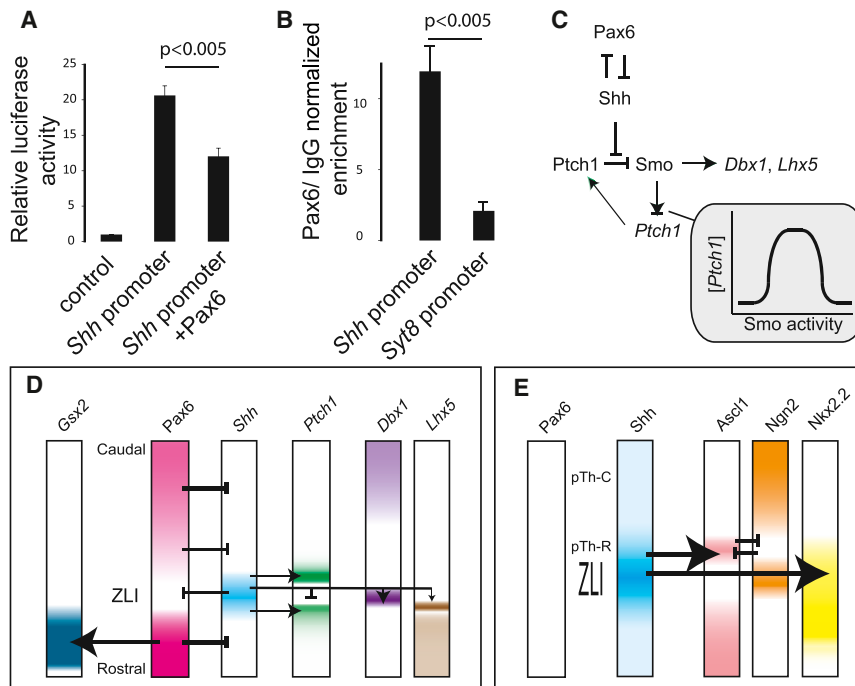 A
p<0.005
Relative luciferase
activity
25
20
15
10
5
0
control
Shh promoter
Shh promoter
+Pax6
B
p<0.005
Pax6/ IgG normalized
enrichment
10
5
0
Shh promoter
Syt8 promoter
C
Pax6
Shh
Ptch1
Smo
Dbx1, Lhx5
Ptch1
[Ptch1]
Smo activity
D
Gsx2
Pax6
Shh
Ptch1
Dbx1
Lhx5
Caudal
ZLI
Rostral
E
Pax6
Shh
Ascl1
Ngn2
Nkx2.2
pTh-C
pTh-R
ZLI